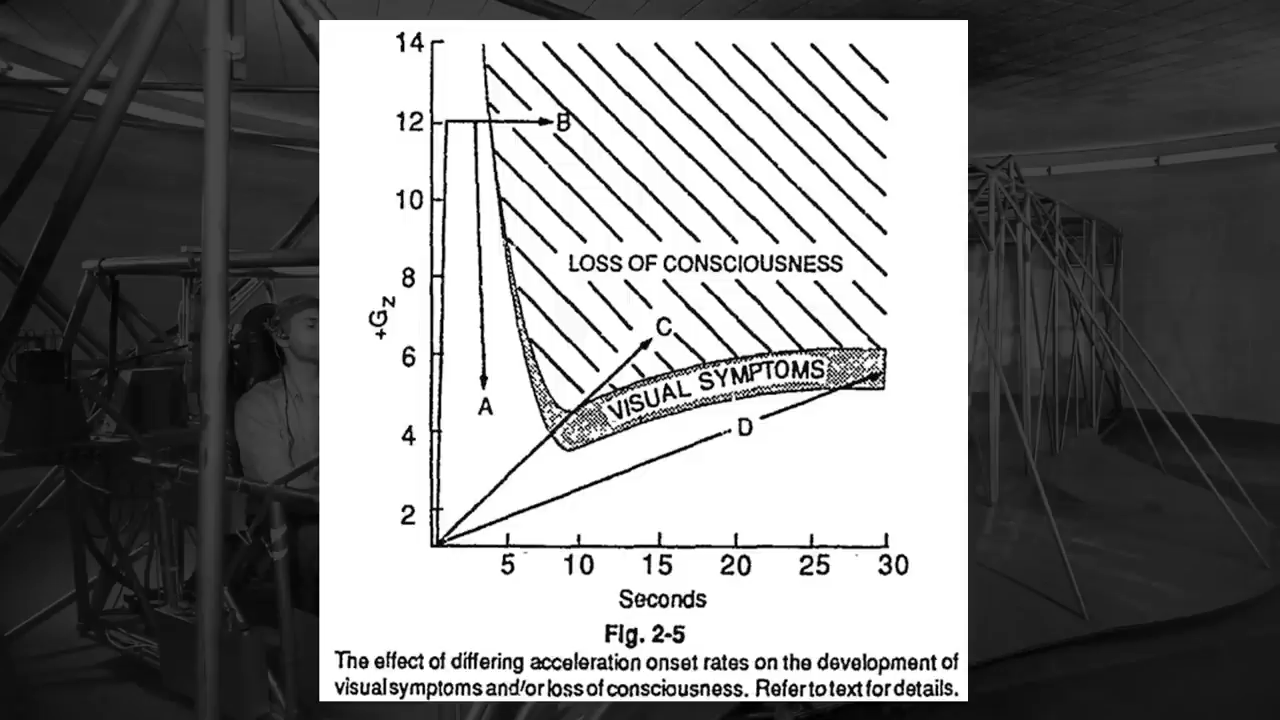 14
12
B
10
LOSS OF CONSCIOUSNESS
8
+Gz
C
6
VISUAL SYMPTOMS
A
4
D
2
5 10 15 20 25 30
Seconds
Fig. 2-5
The effect of differing acceleration onset rates on the development of
visual symptoms and/or loss of consciousness. Refer to text for details.